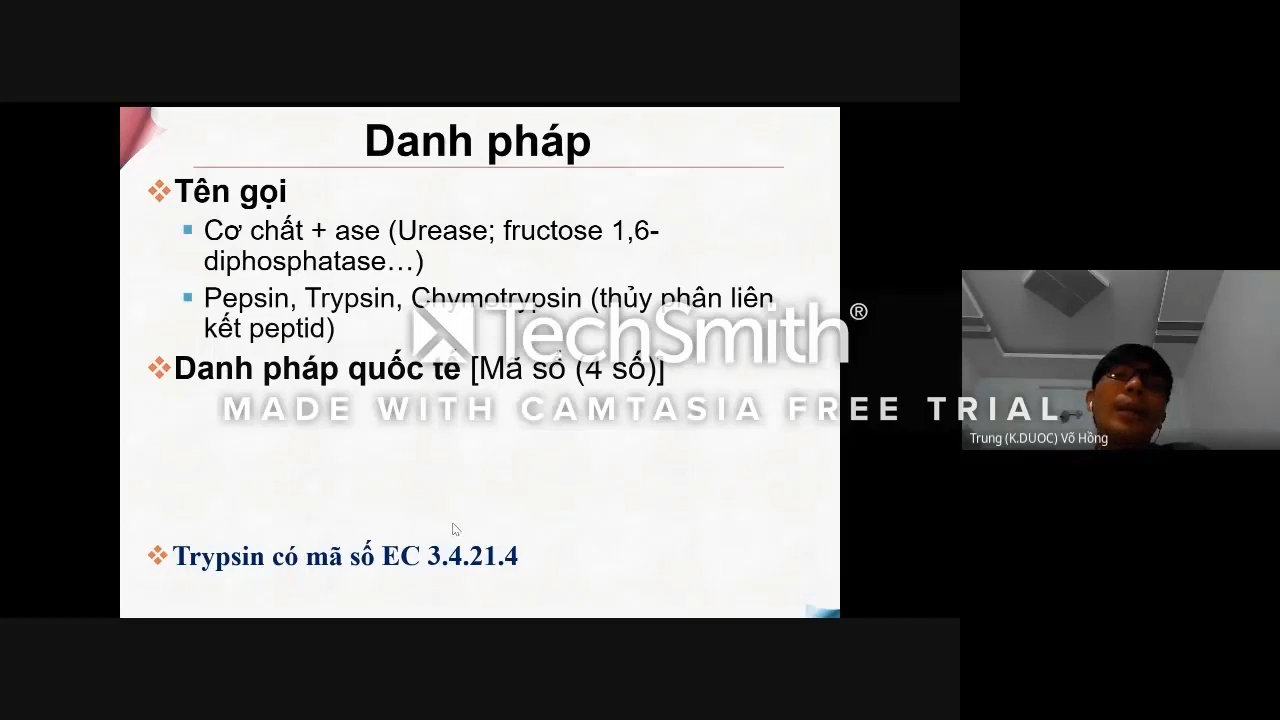 Danh pháp
Tên gọi
Cơ chất + ase (Urease; fructose 1,6-
diphosphatase…)
Pepsin, Trypsin, Chymotrypsin (thủy phân liên
kết peptid)
TechSmith®
Danh pháp quốc tế [Mã số (4 số)]
MADE WITH CAMTASIA FREE TRIAL
Trung (K.DUOC) Võ Hồng
Trypsin có mã số EC 3.4.21.4